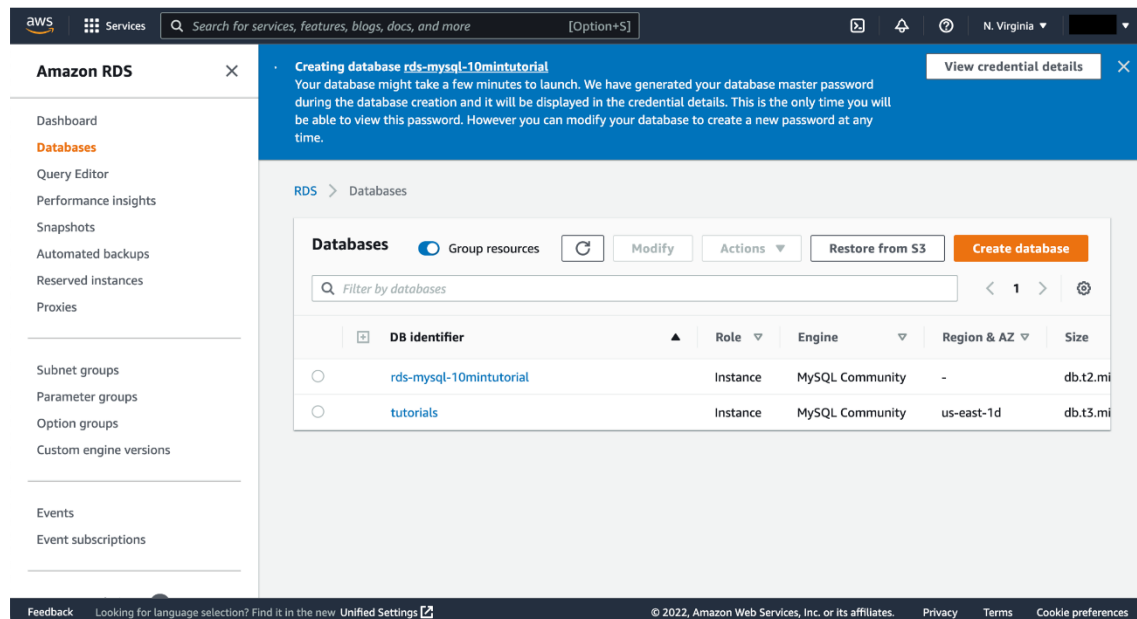 aws
Services
Search for services, features, blogs, docs, and more [Option+S]
N. Virginia
Amazon RDS
Dashboard
Databases
Query Editor
Performance insights
Snapshots
Automated backups
Reserved instances
Proxies
Subnet groups
Parameter groups
Option groups
Custom engine versions
Events
Event subscriptions
Creating database rds-mysql-10mintutorial
Your database might take a few minutes to launch. We have generated your database master password
during the database creation and it will be displayed in the credential details. This is the only time you will
be able to view this password. However you can modify your database to create a new password at any
time.
View credential details
RDS > Databases
Databases Group resources Modify Actions Restore from S3 Create database
Filter by databases
1
DB identifier Role Engine Region & AZ Size
rds-mysql-10mintutorial Instance MySQL Community - db.t2.mi
tutorials Instance MySQL Community us-east-1d db.t3.mi
Feedback Looking for language selection? Find it in the new Unified Settings © 2022, Amazon Web Services, Inc. or its affiliates. Privacy Terms Cookie preferences